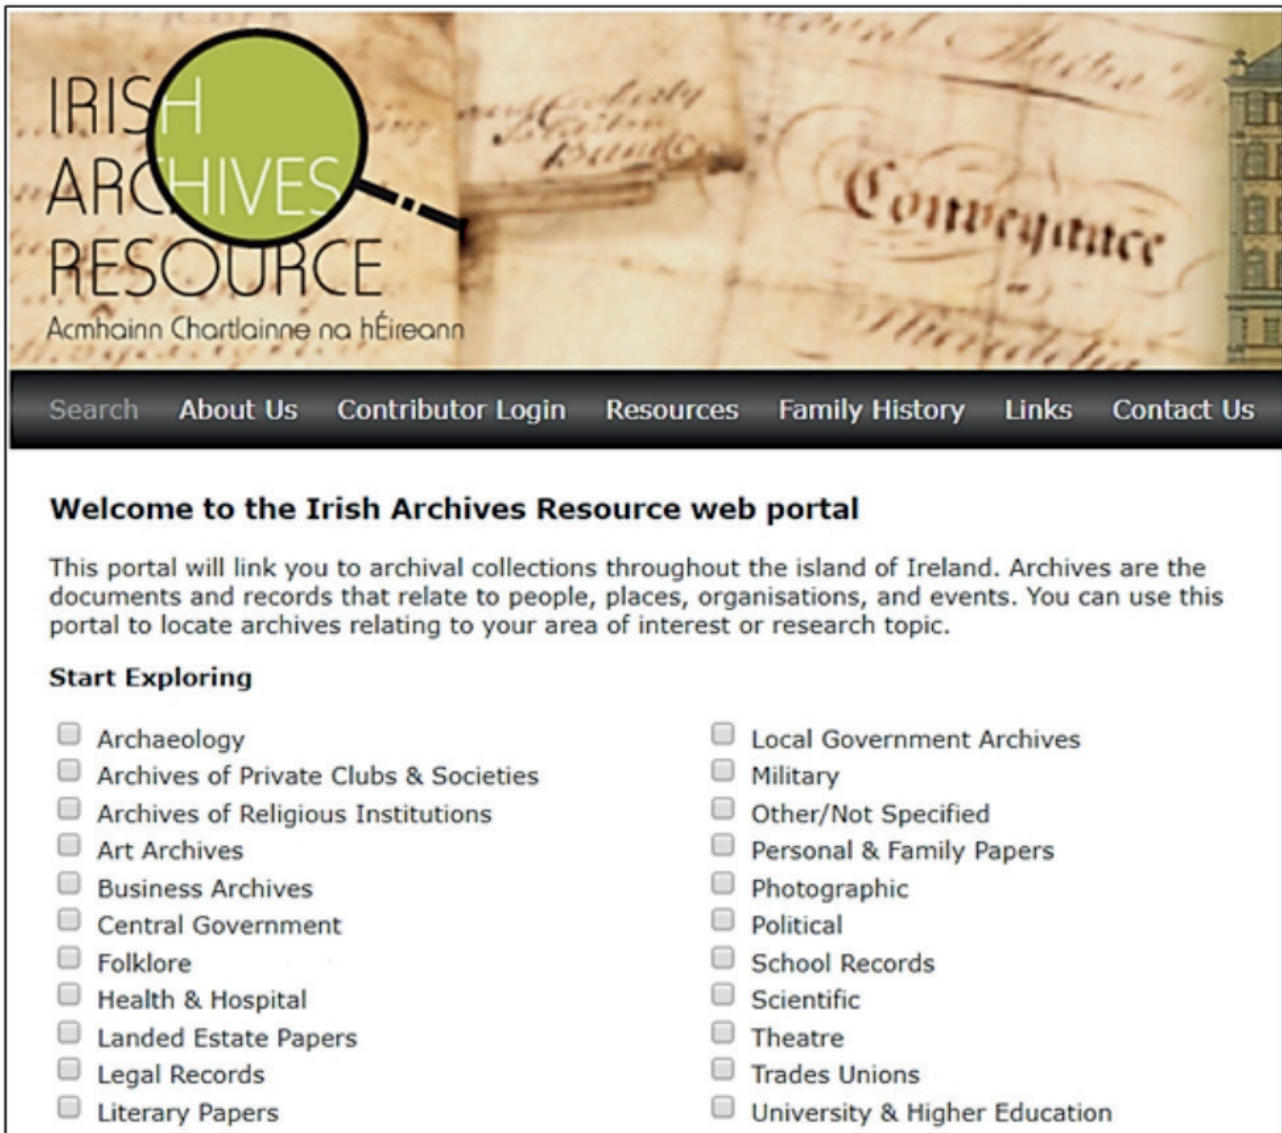 IRISH
ARCHIVES
RESOURCE
Acmhainn Chartlainne na hÉireann
Conveyance
Search About Us Contributor Login Resources Family History Links Contact Us
Welcome to the Irish Archives Resource web portal
This portal will link you to archival collections throughout the island of Ireland. Archives are the
documents and records that relate to people, places, organisations, and events. You can use this
portal to locate archives relating to your area of interest or research topic.
Start Exploring
Archaeology
Archives of Private Clubs & Societies
Archives of Religious Institutions
Art Archives
Business Archives
Central Government
Folklore
Health & Hospital
Landed Estate Papers
Legal Records
Literary Papers
Local Government Archives
Military
Other/Not Specified
Personal & Family Papers
Photographic
Political
School Records
Scientific
Theatre
Trades Unions
University & Higher Education